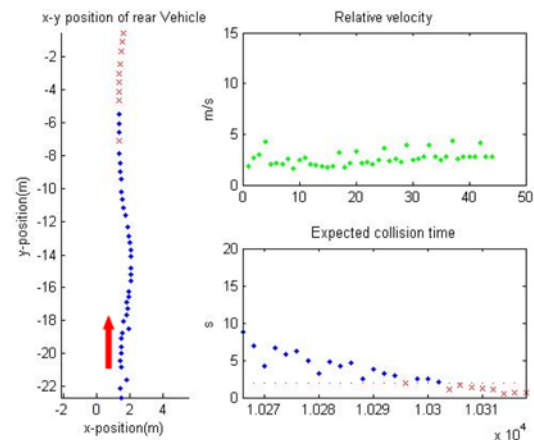 x-y position of rear Vehicle
-2
-4
-6
-8
-10
-12
-14
-16
-18
-20
-22
y-position(m)
-2 0 2 4
x-position(m)
Relative velocity
15
10
5
0
m/s
0 10 20 30 40 50
Expected collision time
20
15
10
5
0
s
1.027 1.028 1.029 1.03 1.031
x 10^4